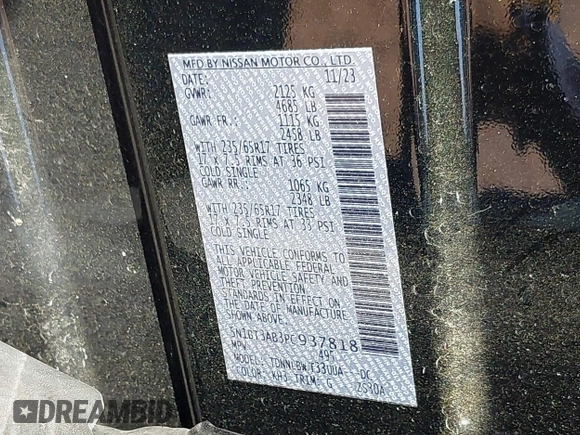 MFD BY NISSAN MOTOR CO., LTD.
DATE: 11/23
GVWR: 2125 KG
4685 LB
GAWR FR.: 1115 KG
2458 LB
WITH 235/65R17 TIRES
17 x 7.5 RIMS AT 36 PSI
COLD SINGLE
GAWR RR.: 1065 KG
2348 LB
WITH 235/65R17 TIRES
17 x 7.5 RIMS AT 33 PSI
COLD SINGLE
THIS VEHICLE CONFORMS TO
ALL APPLICABLE FEDERAL
MOTOR VEHICLE SAFETY AND
THEFT PREVENTION
STANDARDS IN EFFECT ON
THE DATE OF MANUFACTURE
SHOWN ABOVE.
937818
MPV
MODEL:
COLOR: KH3 TRIM: G
DREAMBID